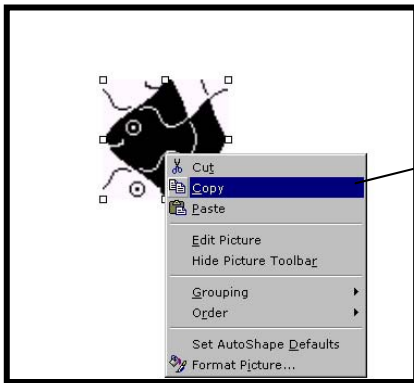 Cut
Copy
Paste
Edit Picture
Hide Picture Toolbar
Grouping
Order
Set AutoShape Defaults
Format Picture...